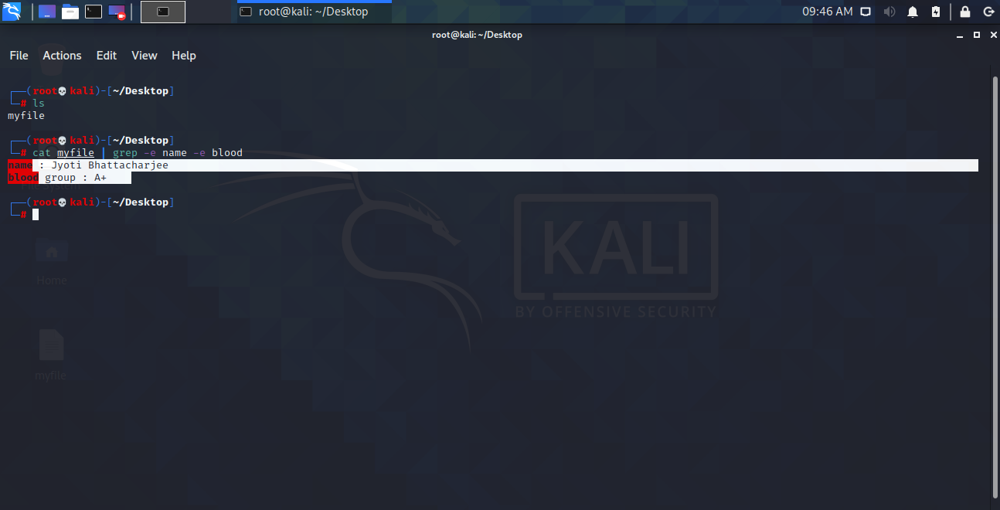 root@kali: ~/Desktop
09:46 AM
root@kali: ~/Desktop
File Actions Edit View Help
┌──(root💀kali)-[~/Desktop]
└─# ls
myfile
┌──(root💀kali)-[~/Desktop]
└─# cat myfile | grep -e name -e blood
name : Jyoti Bhattacharjee
blood group : A+
File System
┌──(root💀kali)-[~/Desktop]
└─#
KALI
BY OFFENSIVE SECURITY
Home
myfile